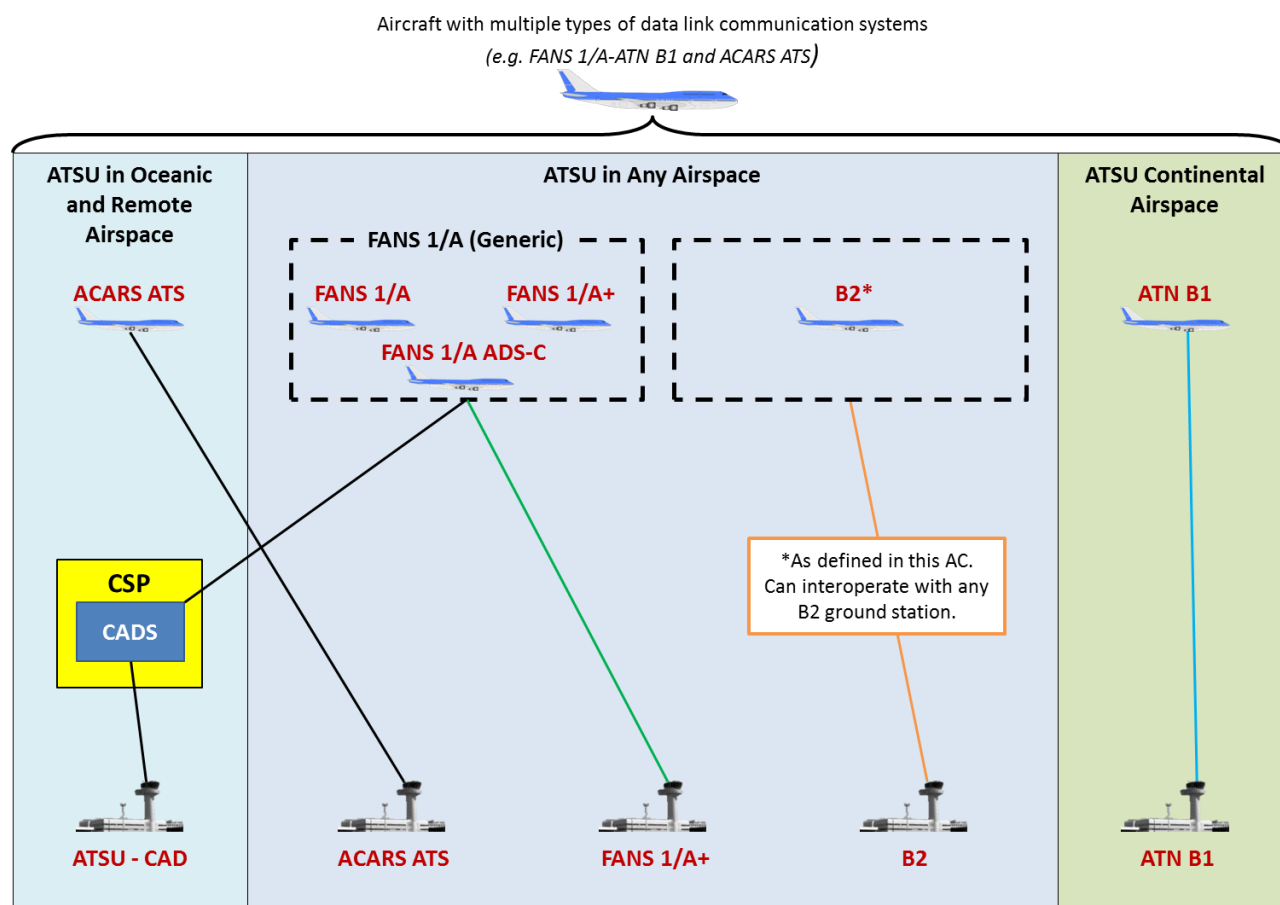 Aircraft with multiple types of data link communication systems
(e.g. FANS 1/A-ATN B1 and ACARS ATS)
ATSU in Oceanic
and Remote
Airspace
ATSU in Any Airspace
ATSU Continental
Airspace
FANS 1/A (Generic)
ACARS ATS
FANS 1/A
FANS 1/A+
B2*
ATN B1
FANS 1/A ADS-C
*As defined in this AC.
Can interoperate with any
B2 ground station.
CSP
CADS
ATSU - CAD
ACARS ATS
FANS 1/A+
B2
ATN B1